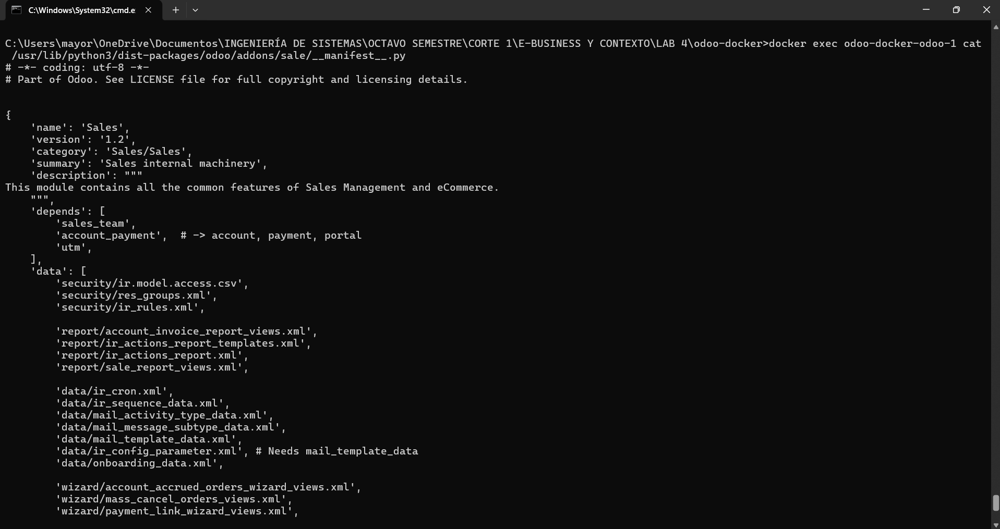 C:\Windows\System32\cmd.e
C:\Users\mayor\OneDrive\Documentos\INGENIERÍA DE SISTEMAS\OCTAVO SEMESTRE\CORTE 1\E-BUSINESS Y CONTEXTO\LAB 4\odoo-docker>docker exec odoo-docker-odoo-1 cat
 /usr/lib/python3/dist-packages/odoo/addons/sale/__manifest__.py
# -*- coding: utf-8 -*-
# Part of Odoo. See LICENSE file for full copyright and licensing details.
{
    'name': 'Sales',
    'version': '1.2',
    'category': 'Sales/Sales',
    'summary': 'Sales internal machinery',
    'description': """
This module contains all the common features of Sales Management and eCommerce.
    """,
    'depends': [
        'sales_team',
        'account_payment',  # -> account, payment, portal
        'utm',
    ],
    'data': [
        'security/ir.model.access.csv',
        'security/res_groups.xml',
        'security/ir_rules.xml',
        'report/account_invoice_report_views.xml',
        'report/ir_actions_report_templates.xml',
        'report/ir_actions_report.xml',
        'report/sale_report_views.xml',
        'data/ir_cron.xml',
        'data/ir_sequence_data.xml',
        'data/mail_activity_type_data.xml',
        'data/mail_message_subtype_data.xml',
        'data/mail_template_data.xml',
        'data/ir_config_parameter.xml', # Needs mail_template_data
        'data/onboarding_data.xml',
        'wizard/account_accrued_orders_wizard_views.xml',
        'wizard/mass_cancel_orders_views.xml',
        'wizard/payment_link_wizard_views.xml',